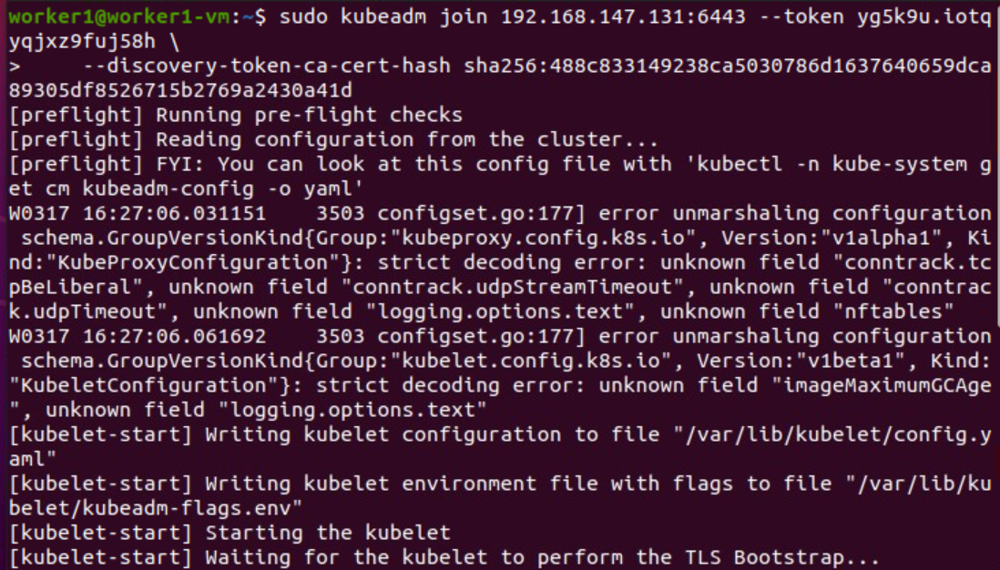 worker1@worker1-vm:~$ sudo kubeadm join 192.168.147.131:6443 --token yg5k9u.iotq
yqjxz9fuj58h \
>     --discovery-token-ca-cert-hash sha256:488c833149238ca5030786d1637640659dca
89305df8526715b2769a2430a41d
[preflight] Running pre-flight checks
[preflight] Reading configuration from the cluster...
[preflight] FYI: You can look at this config file with 'kubectl -n kube-system g
et cm kubeadm-config -o yaml'
W0317 16:27:06.031151    3503 configset.go:177] error unmarshaling configuration
 schema.GroupVersionKind{Group:"kubeproxy.config.k8s.io", Version:"v1alpha1", Ki
nd:"KubeProxyConfiguration"}: strict decoding error: unknown field "conntrack.tc
pBeLiberal", unknown field "conntrack.udpStreamTimeout", unknown field "conntrac
k.udpTimeout", unknown field "logging.options.text", unknown field "nftables"
W0317 16:27:06.061692    3503 configset.go:177] error unmarshaling configuration
 schema.GroupVersionKind{Group:"kubelet.config.k8s.io", Version:"v1beta1", Kind:
"KubeletConfiguration"}: strict decoding error: unknown field "imageMaximumGCAge
", unknown field "logging.options.text"
[kubelet-start] Writing kubelet configuration to file "/var/lib/kubelet/config.y
aml"
[kubelet-start] Writing kubelet environment file with flags to file "/var/lib/ku
belet/kubeadm-flags.env"
[kubelet-start] Starting the kubelet
[kubelet-start] Waiting for the kubelet to perform the TLS Bootstrap...